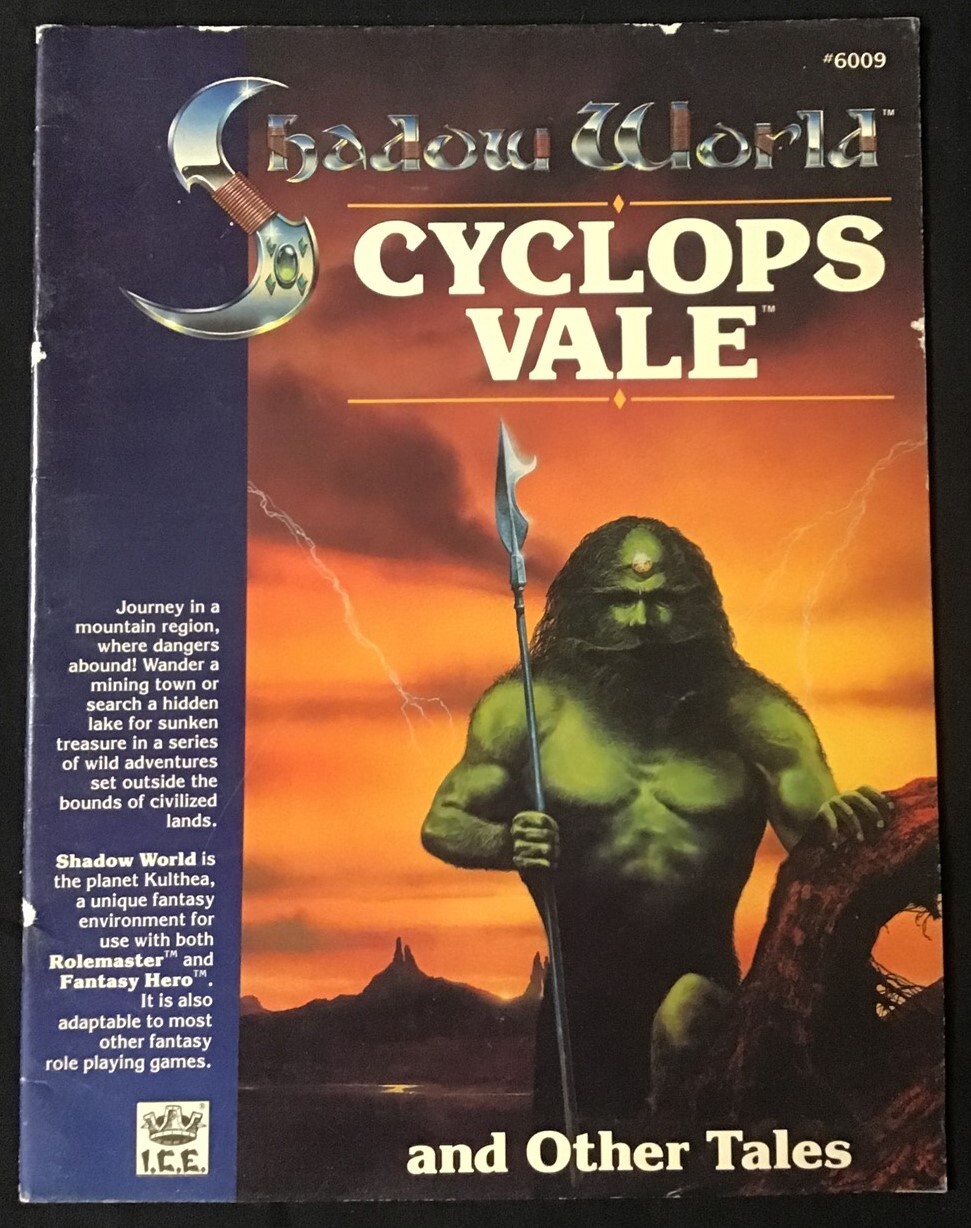 #6009
Shadow World™
CYCLOPS
VALE™
Journey in a
mountain region,
where dangers
abound! Wander a
mining town or
search a hidden
lake for sunken
treasure in a series
of wild adventures
set outside the
bounds of civilized
lands.
Shadow World is
the planet Kulthea,
a unique fantasy
environment for
use with both
Rolemaster™ and
Fantasy Hero™.
It is also
adaptable to most
other fantasy
role playing games.
®
I.C.E.
and Other Tales